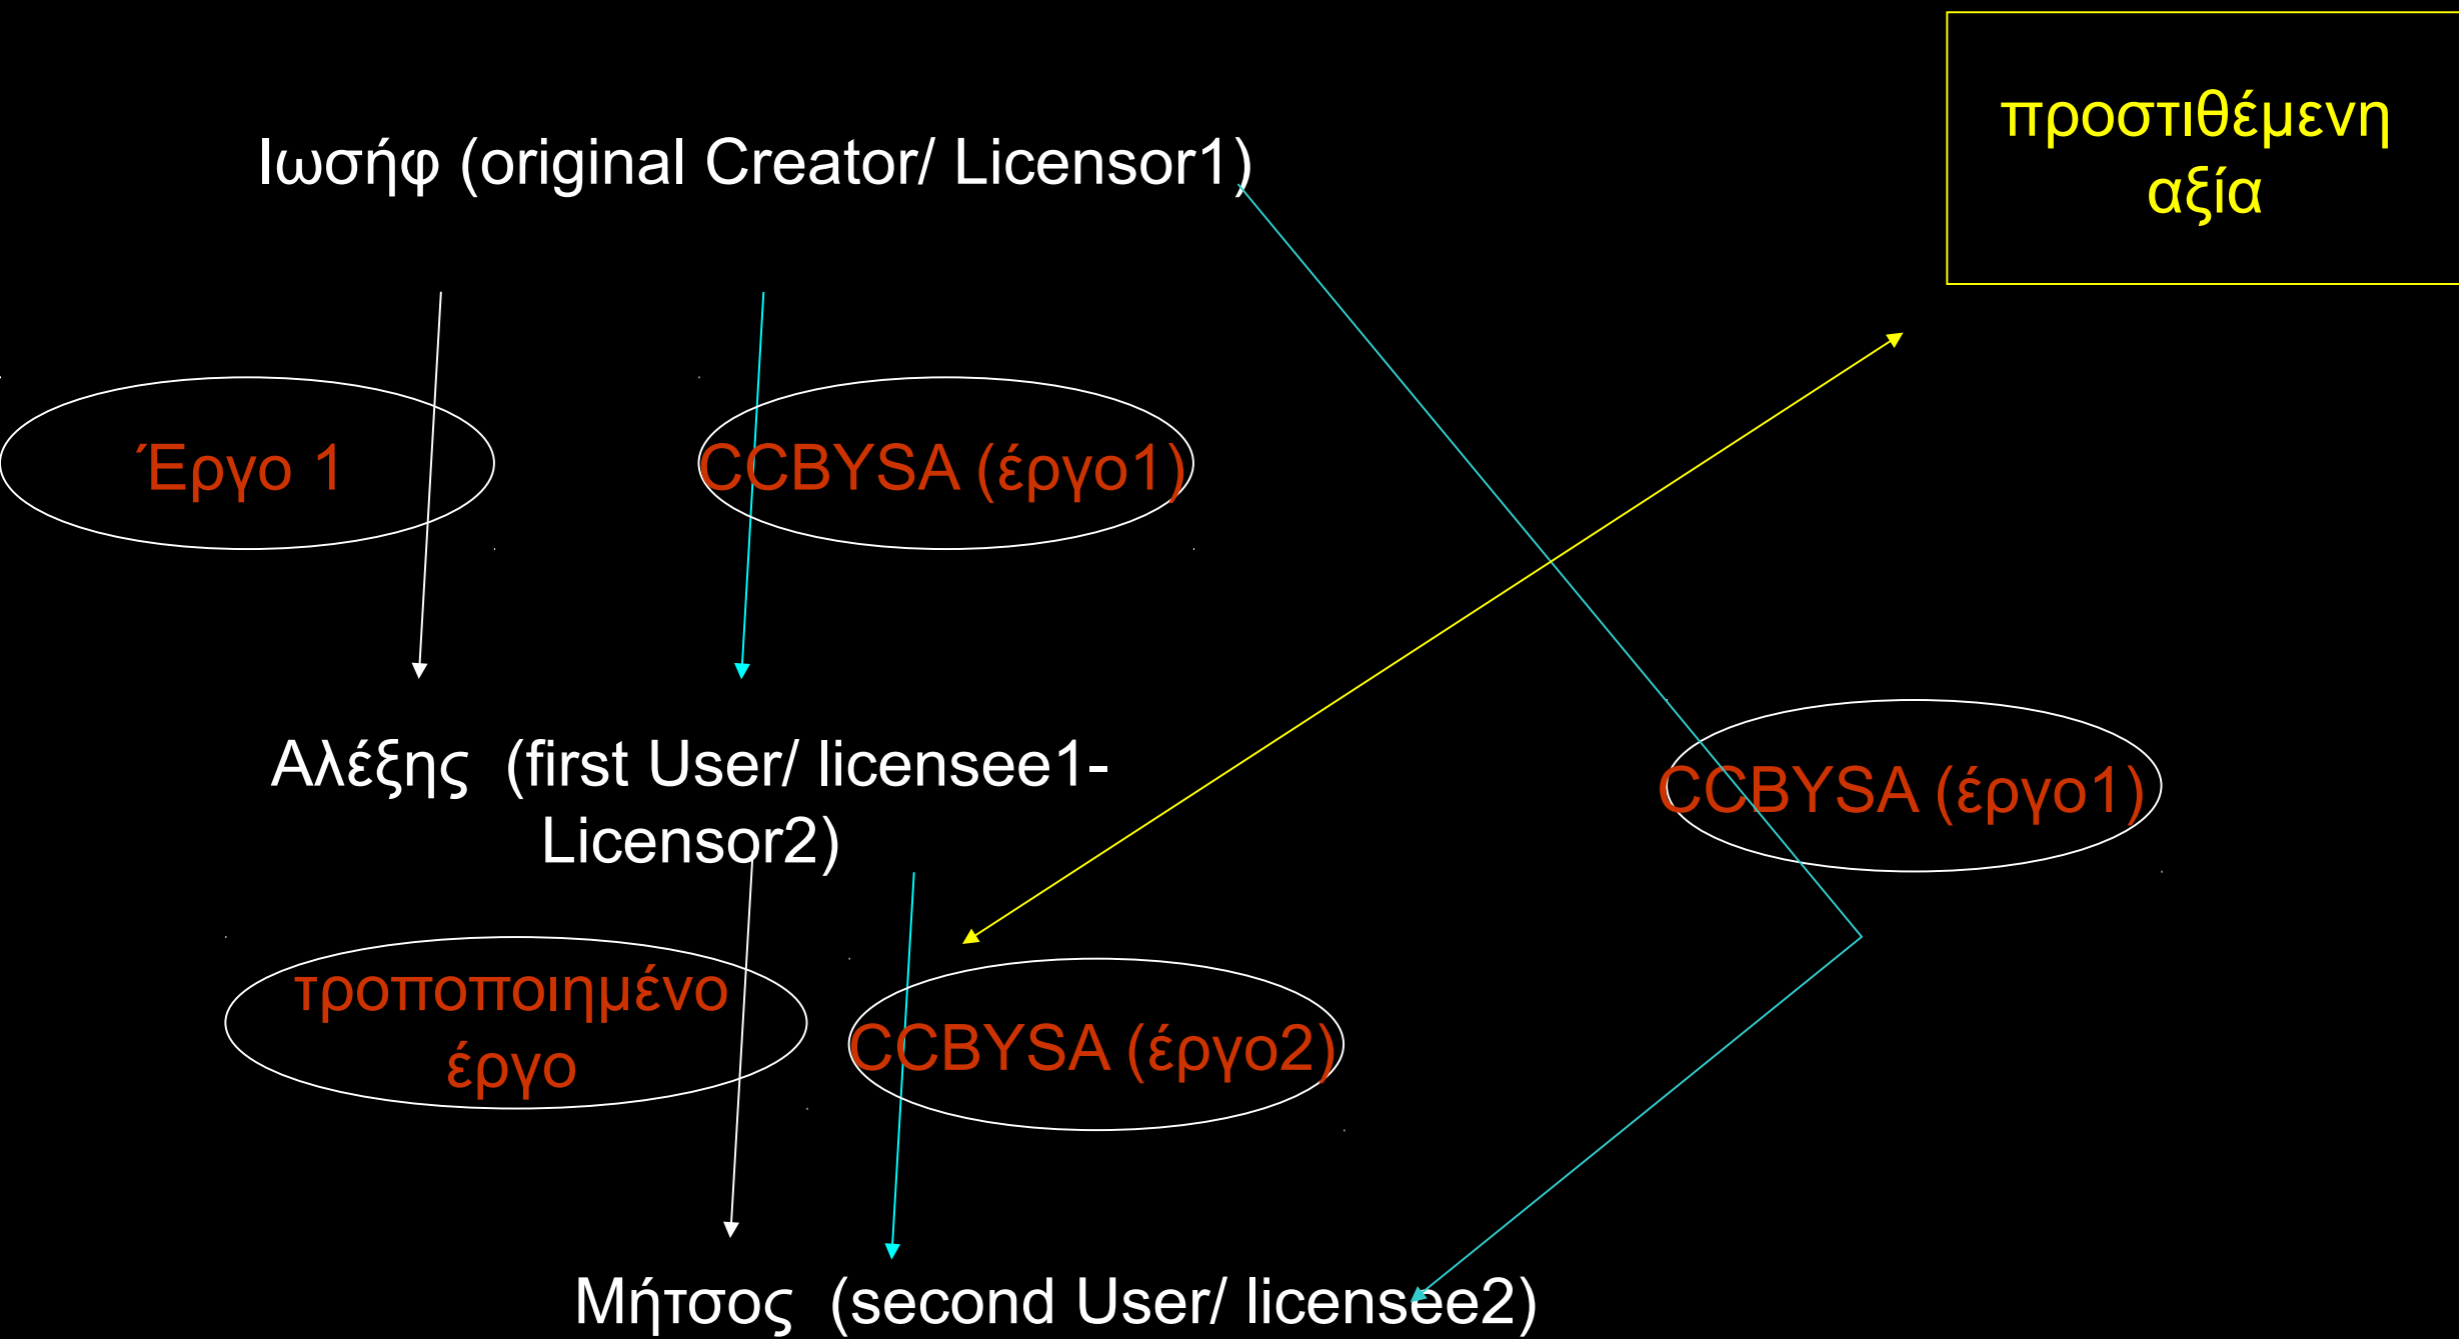 προστιθέμενη
αξία
Ιωσήφ (original Creator/ Licensor1)
Έργο 1
CCBYSA (έργο1)
Αλέξης (first User/ licensee1-
Licensor2)
CCBYSA (έργο1)
τροποποιημένο
έργο
CCBYSA (έργο2)
Μήτσος (second User/ licensee2)